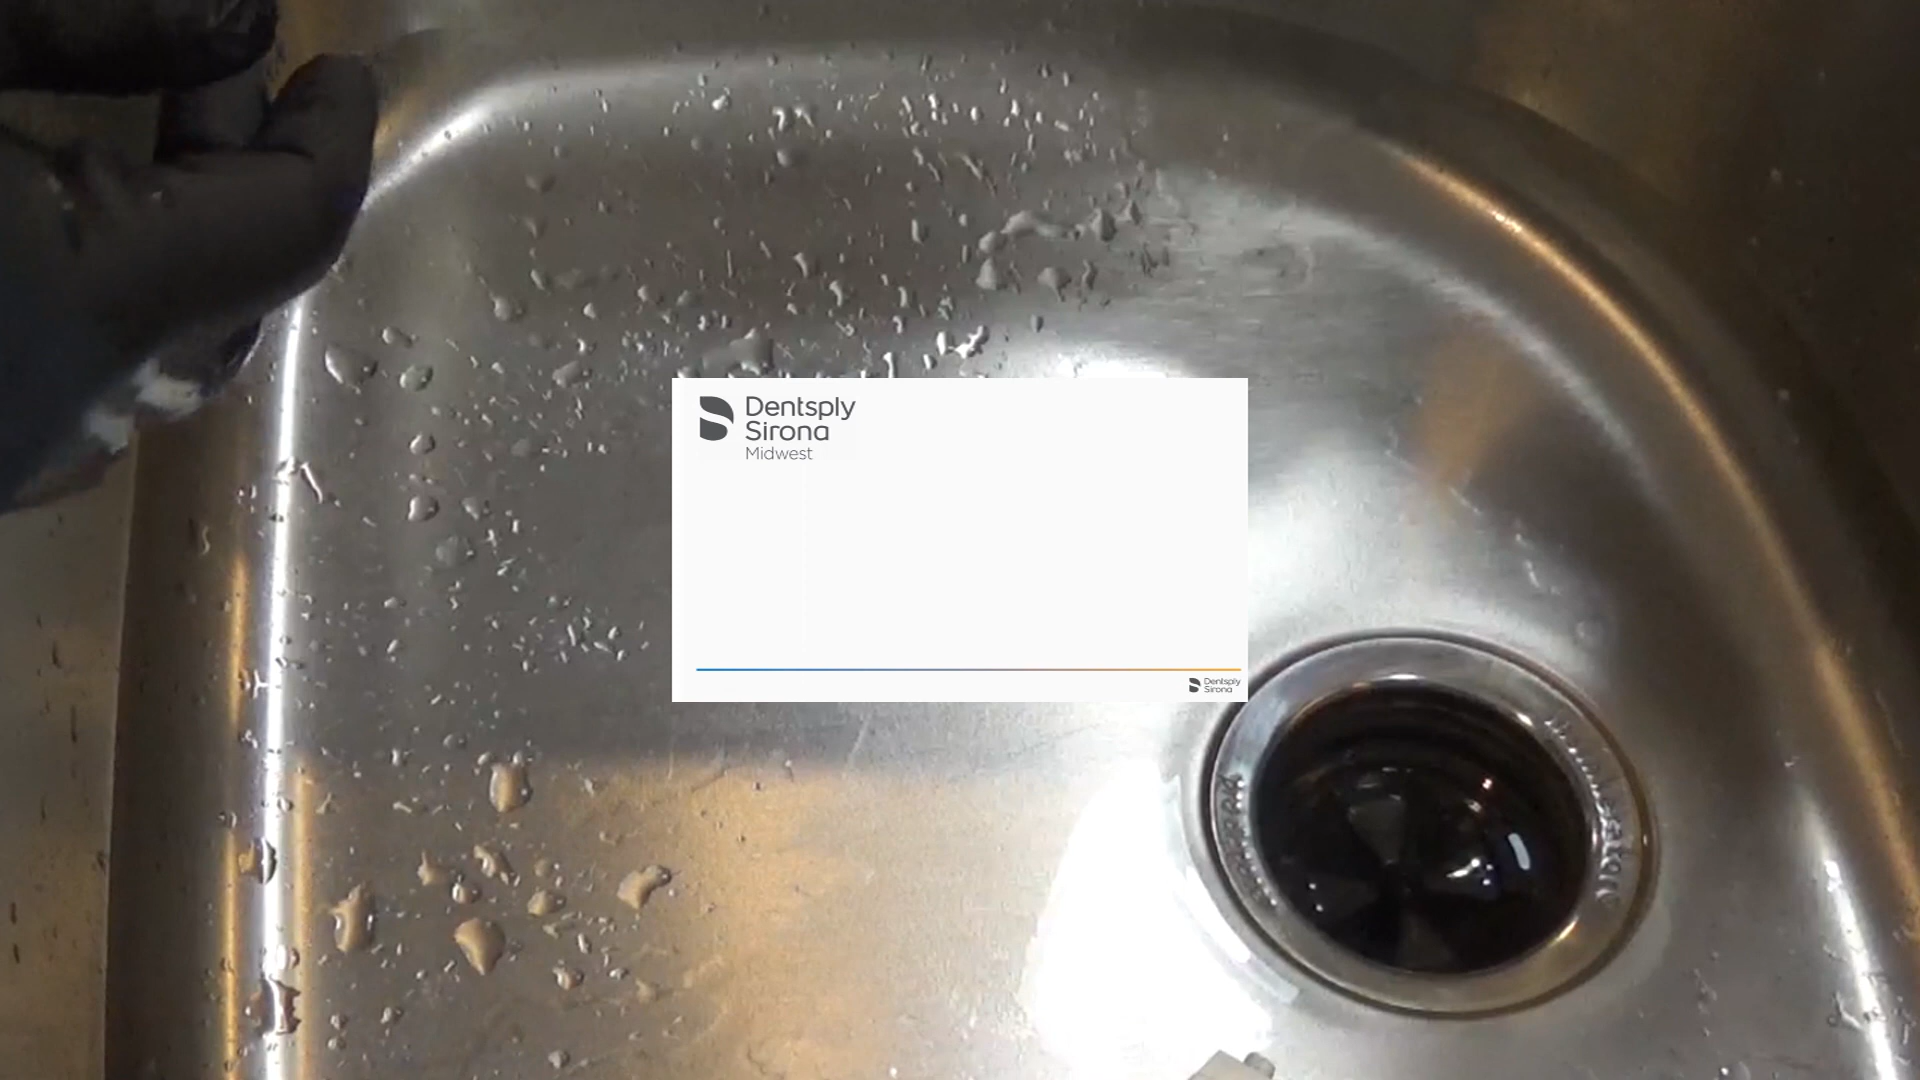 Dentsply
Sirona
Midwest
Dentsply
Sirona